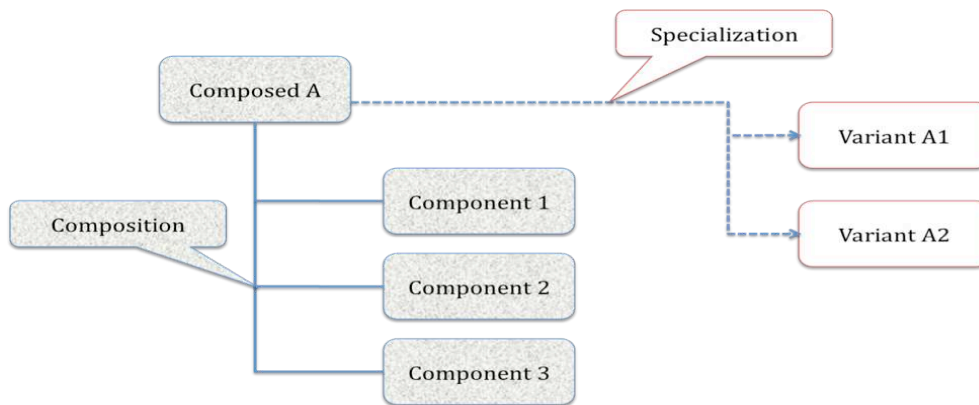 Specialization
Composed A
Variant A1
Component 1
Composition
Variant A2
Component 2
Component 3